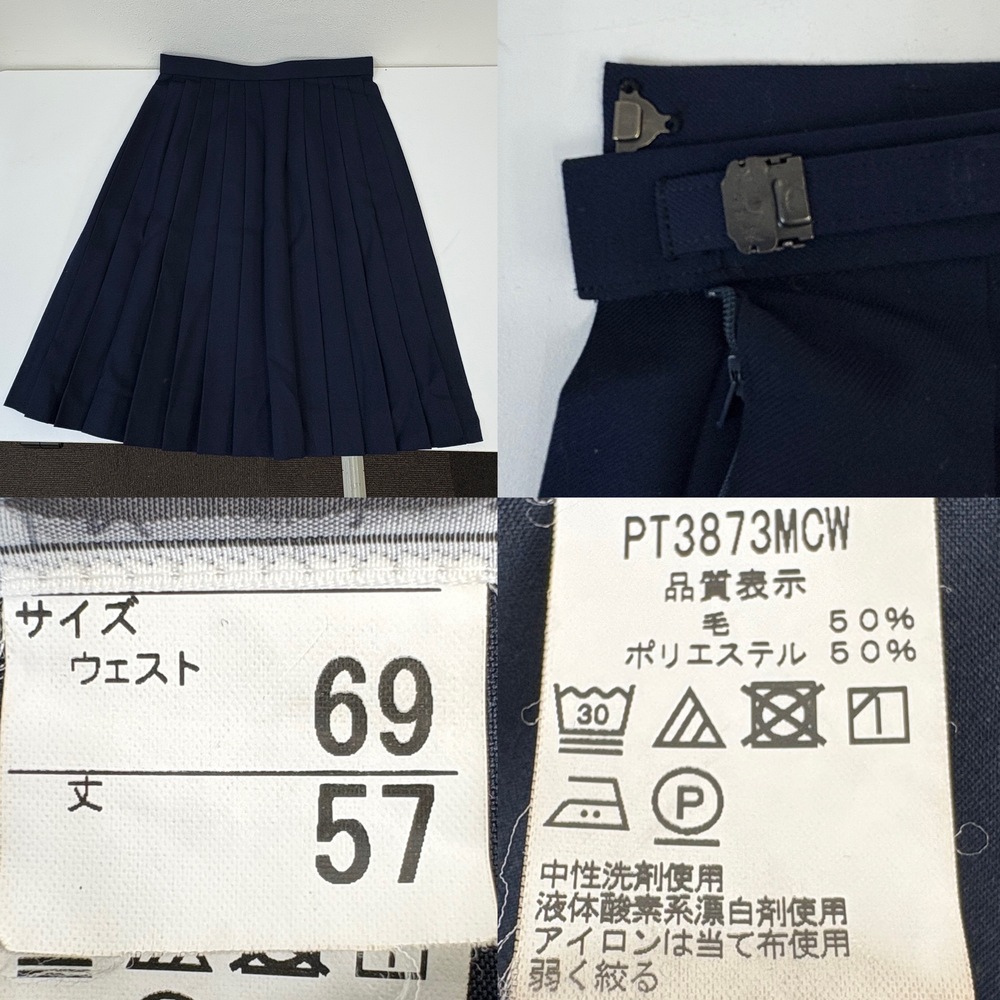 サイズ
ウェスト 69
丈 57
PT3873MCW
品質表示
毛 50%
ポリエステル 50%
30
P
中性洗剤使用
液体酸素系漂白剤使用
アイロンは当て布使用
弱く絞る